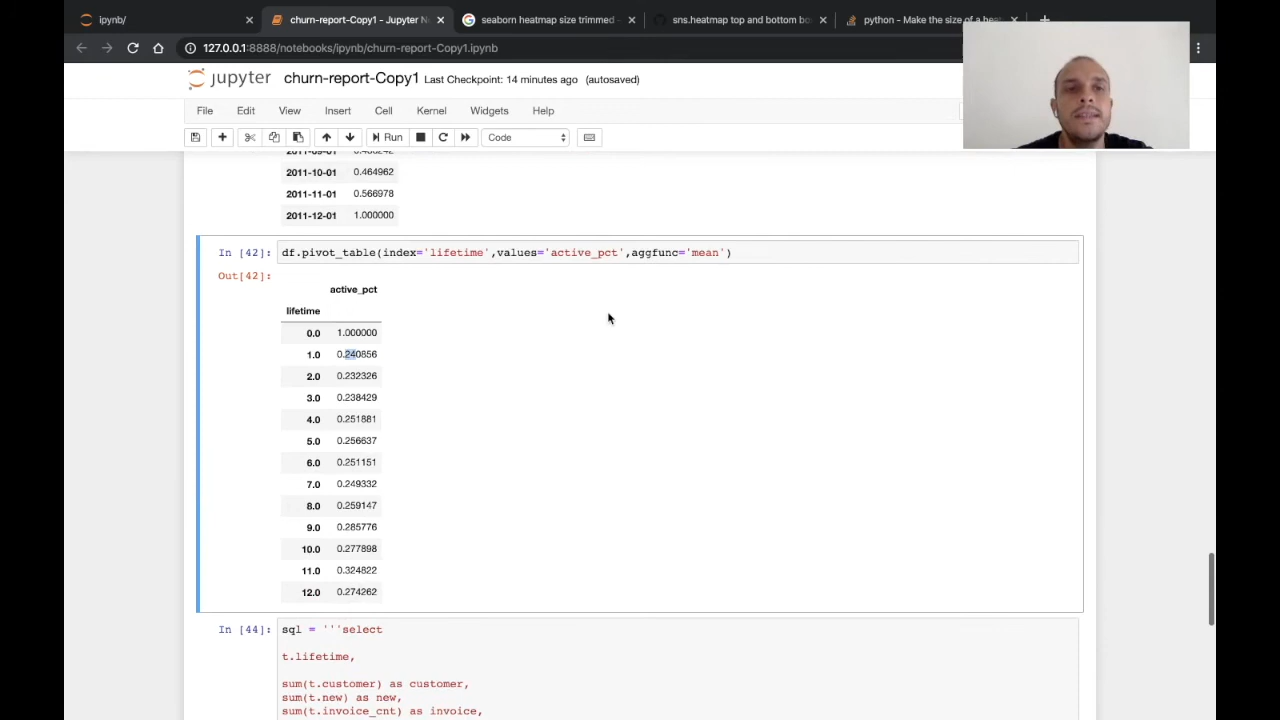 ipynb/
churn-report-Copy1 - Jupyter N
seaborn heatmap size trimmed -
sns.heatmap top and bottom bo
python - Make the size of a hea
127.0.0.1:8888/notebooks/ipynb/churn-report-Copy1.ipynb
jupyter churn-report-Copy1 Last Checkpoint: 14 minutes ago (autosaved)
File Edit View Insert Cell Kernel Widgets Help
Run Code
2011-10-01 0.464962
2011-11-01 0.566978
2011-12-01 1.000000
In [42]: df.pivot_table(index='lifetime',values='active_pct',aggfunc='mean')
Out[42]:
active_pct
lifetime
0.0 1.000000
1.0 0.240856
2.0 0.232326
3.0 0.238429
4.0 0.251881
5.0 0.256637
6.0 0.251151
7.0 0.249332
8.0 0.259147
9.0 0.285776
10.0 0.277898
11.0 0.324822
12.0 0.274262
In [44]: sql = '''select
t.lifetime,
sum(t.customer) as customer,
sum(t.new) as new,
sum(t.invoice_cnt) as invoice,